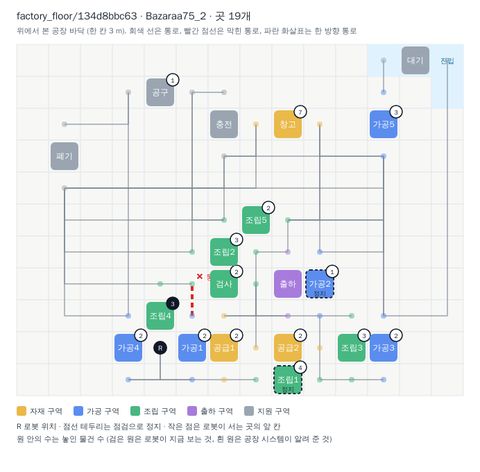 factory_floor/134d8bbc63 · Bazaraa75_2 · 곳 19개
위에서 본 공장 바닥 (한 칸 3 m). 회색 선은 통로, 빨간 점선은 막힌 통로, 파란 화살표는 한 방향 통로
대기
전립
공구 1
충전
창고 7
가공5 3
폐기
조립5 2
조립2 3
✖
검사 2
출하
가공2 1
정지
조립4 3
가공4 2
R
가공1 2
공급1 2
공급2 2
조립3 2
가공3 2
조립1 4
정지
자재 구역
가공 구역
조립 구역
출하 구역
지원 구역
R 로봇 위치 · 점선 테두리는 점검으로 정지 · 작은 점은 로봇이 서는 곳의 앞 칸
원 안의 수는 놓인 물건 수 (검은 원은 로봇이 지금 보는 것, 흰 원은 공장 시스템이 알려 준 것)